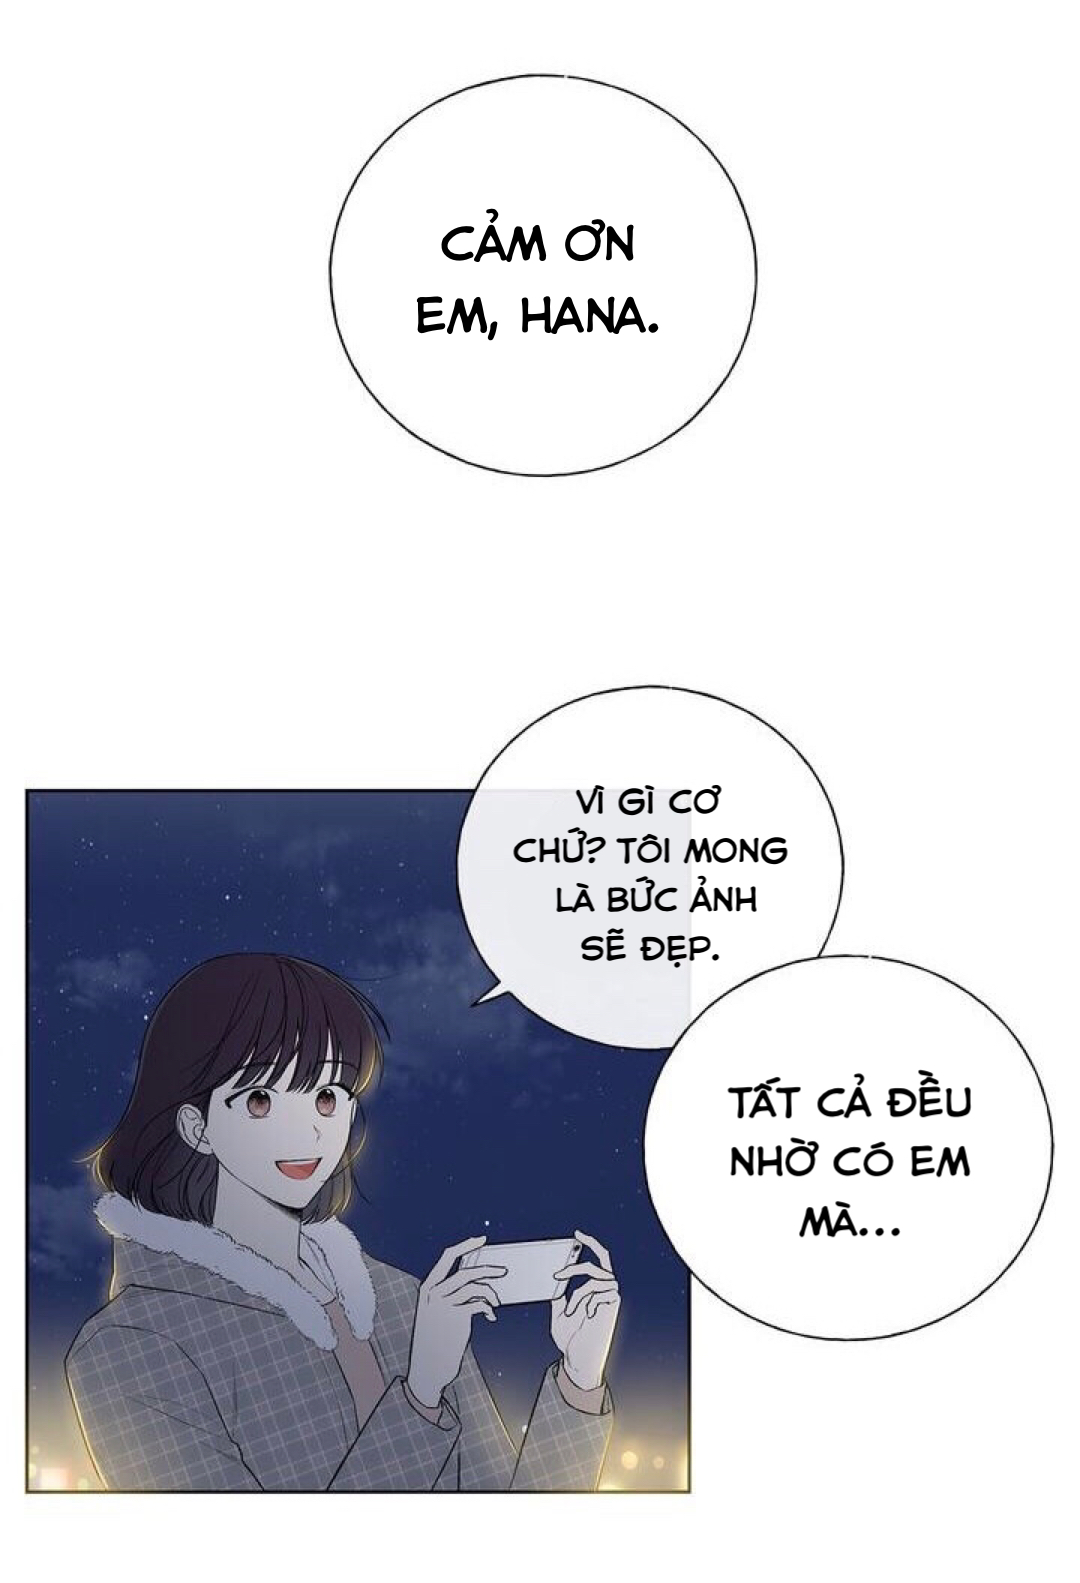 CẢM ƠN
EM, HANA.
VÌ GÌ CƠ
CHỨ? TÔI MONG
LÀ BỨC ẢNH
SẼ ĐẸP.
TẤT CẢ ĐỀU
NHỜ CÓ EM
MÀ...